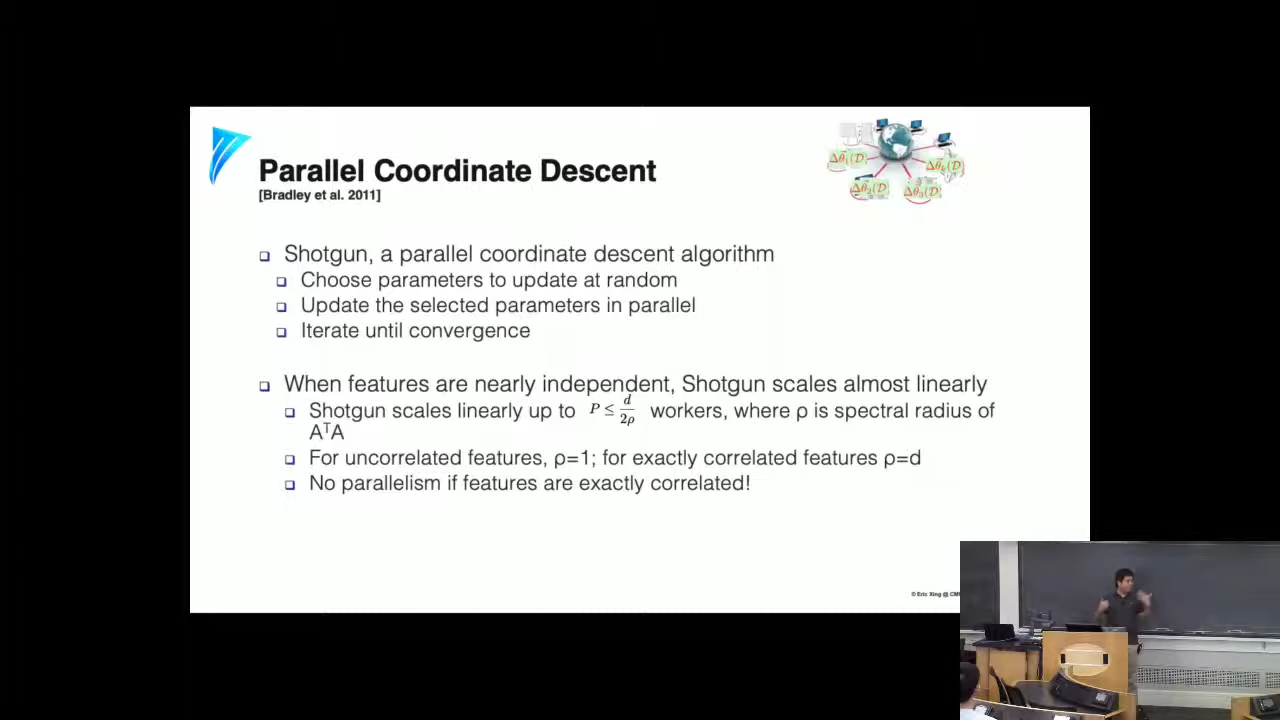 Parallel Coordinate Descent
[Bradley et al. 2011]
Shotgun, a parallel coordinate descent algorithm
Choose parameters to update at random
Update the selected parameters in parallel
Iterate until convergence
When features are nearly independent, Shotgun scales almost linearly
Shotgun scales linearly up to P ≤ d/2ρ workers, where ρ is spectral radius of
AᵀA
For uncorrelated features, ρ=1; for exactly correlated features ρ=d
No parallelism if features are exactly correlated!
© Eric Xing @ CM